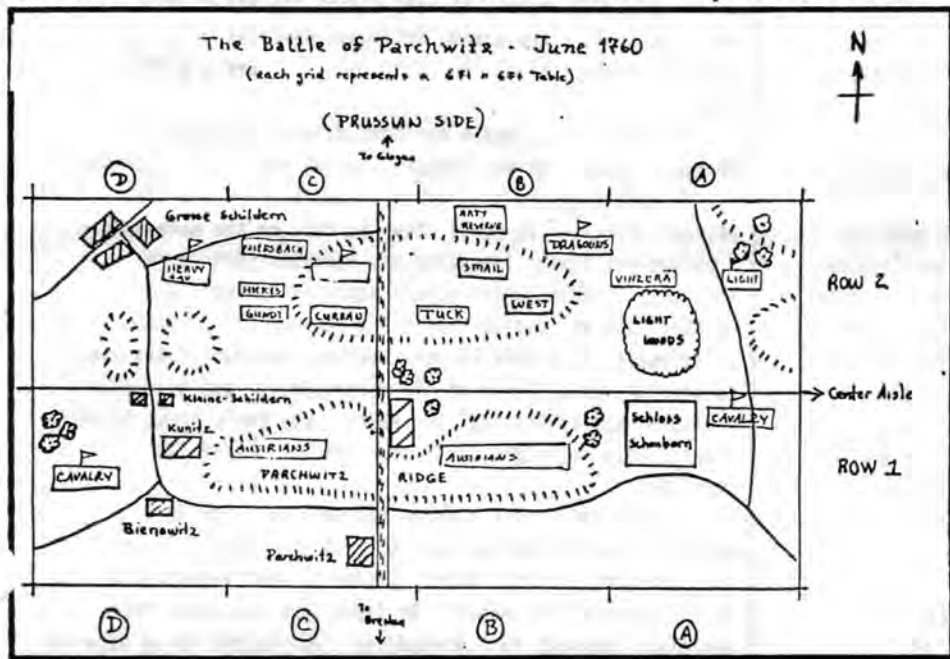 The Battle of Parchwitz - June 1760
(each grid represents a 6Ft x 6Ft Table)
N
(PRUSSIAN SIDE)
To Glogau
D
C
B
A
Grosse Schildern
ARTY
RESERVE
DRAGOONS
HEAVY
SMAIL
VINZERA
LIGHT
ROW 2
HICKIS
GUNDT
CURRAN
TUCK
WEST
LIGHT
WOODS
Center Aisle
Kleine-Schildern
Kunitz
AUSTRIANS
AUSTRIANS
Schloss
Schonborn
CAVALRY
CAVALRY
PARCHWITZ
RIDGE
ROW 1
Bienowitz
Parchwitz
To
Breslau
D
C
B
A